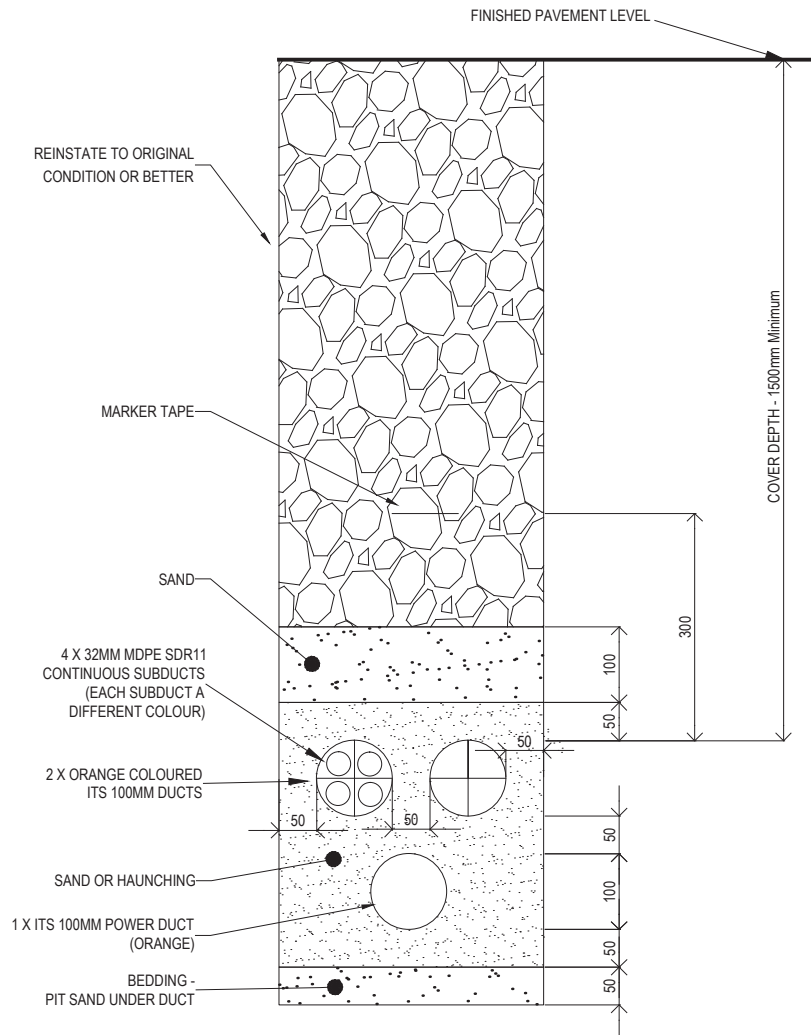 FINISHED PAVEMENT LEVEL
REINSTATE TO ORIGINAL
CONDITION OR BETTER
COVER DEPTH - 1500mm Minimum
MARKER TAPE
300
SAND
100
4 X 32MM MDPE SDR11
CONTINUOUS SUBDUCTS
(EACH SUBDUCT A
DIFFERENT COLOUR)
50
50
2 X ORANGE COLOURED
ITS 100MM DUCTS
50
50
50
SAND OR HAUNCHING
100
1 X ITS 100MM POWER DUCT
(ORANGE)
50
BEDDING -
PIT SAND UNDER DUCT
50